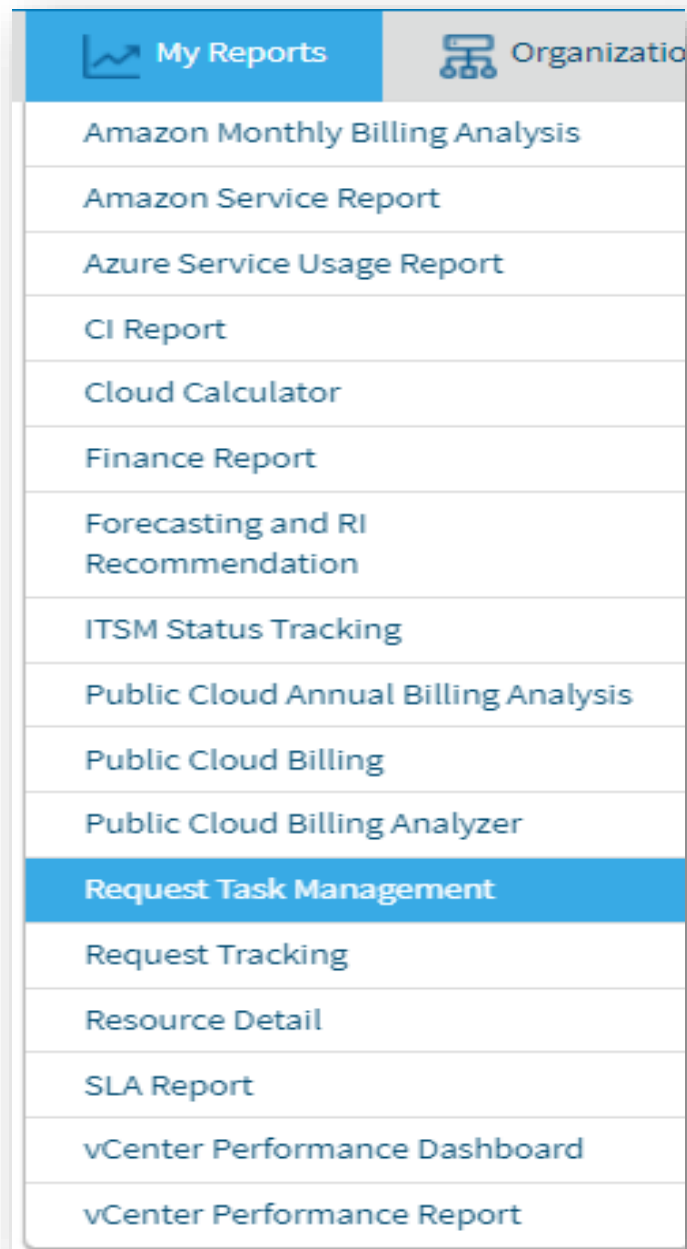 My Reports
Organizatio
Amazon Monthly Billing Analysis
Amazon Service Report
Azure Service Usage Report
CI Report
Cloud Calculator
Finance Report
Forecasting and RI
Recommendation
ITSM Status Tracking
Public Cloud Annual Billing Analysis
Public Cloud Billing
Public Cloud Billing Analyzer
Request Task Management
Request Tracking
Resource Detail
SLA Report
vCenter Performance Dashboard
vCenter Performance Report